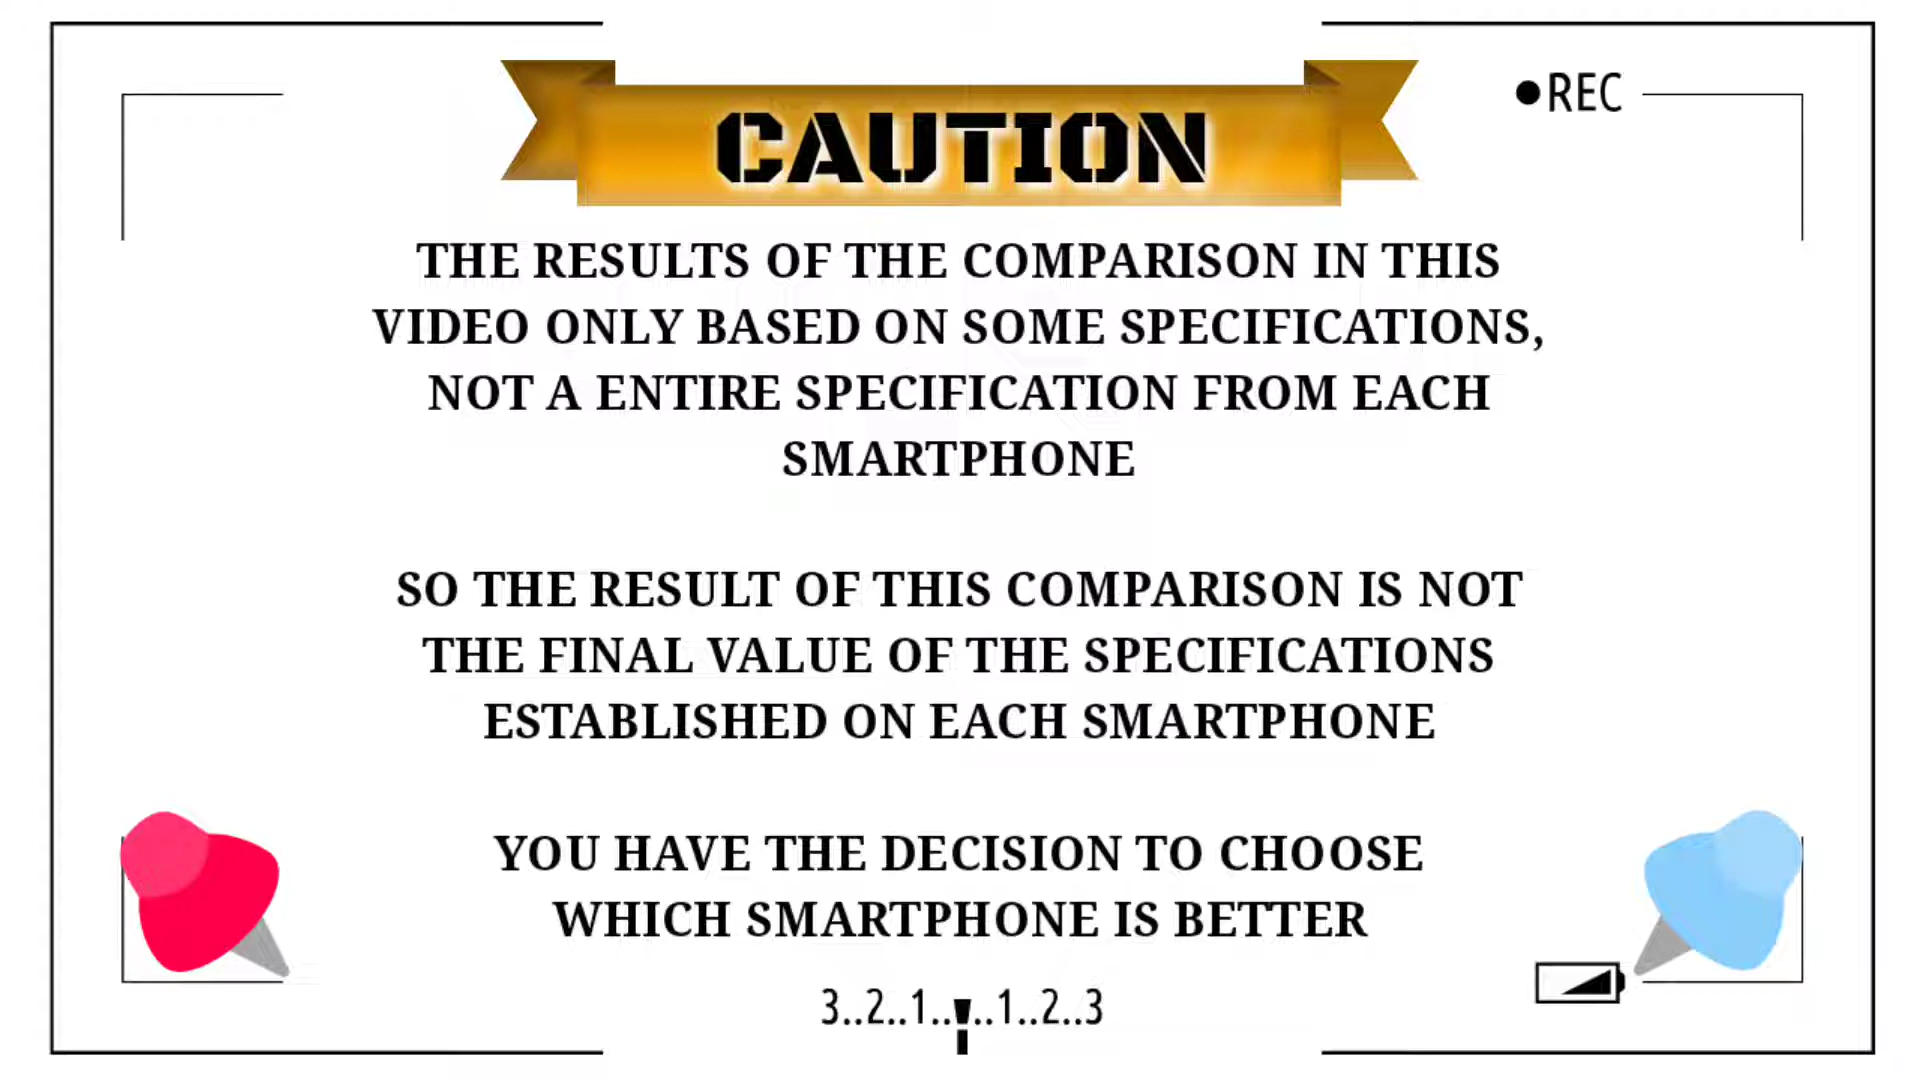 CAUTION
●REC
THE RESULTS OF THE COMPARISON IN THIS
VIDEO ONLY BASED ON SOME SPECIFICATIONS,
NOT A ENTIRE SPECIFICATION FROM EACH
SMARTPHONE
SO THE RESULT OF THIS COMPARISON IS NOT
THE FINAL VALUE OF THE SPECIFICATIONS
ESTABLISHED ON EACH SMARTPHONE
YOU HAVE THE DECISION TO CHOOSE
WHICH SMARTPHONE IS BETTER
3..2..1....1..2..3